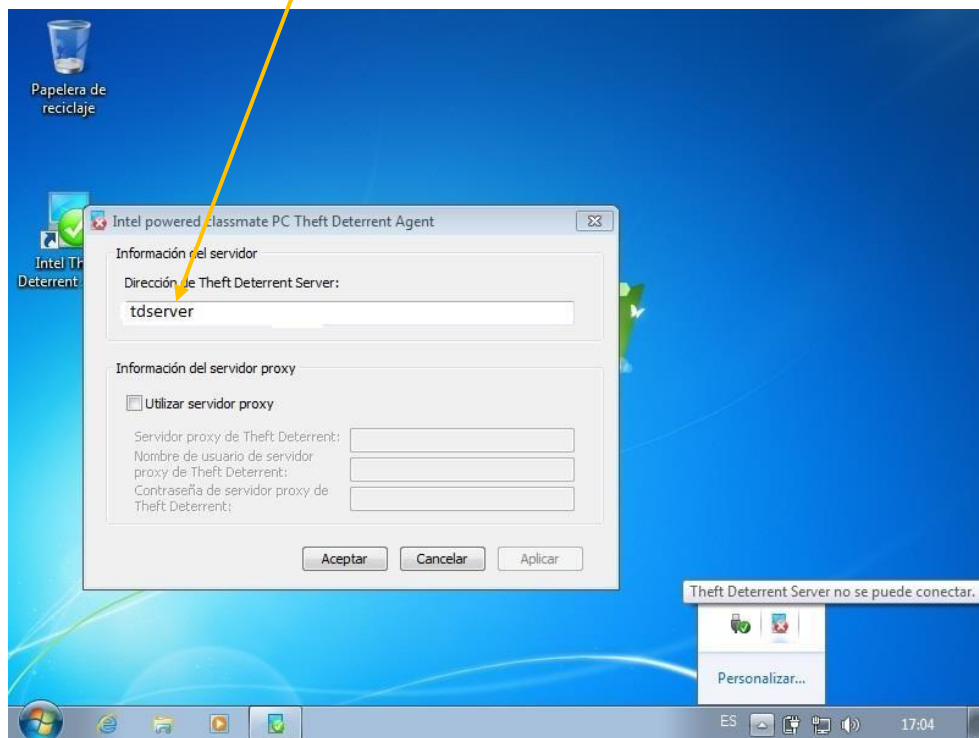 Papelera de
reciclaje
Intel Th
Deterrent
Intel powered classmate PC Theft Deterrent Agent
Información del servidor
Dirección de Theft Deterrent Server:
tdserver
Información del servidor proxy
Utilizar servidor proxy
Servidor proxy de Theft Deterrent:
Nombre de usuario de servidor
proxy de Theft Deterrent:
Contraseña de servidor proxy de
Theft Deterrent:
Aceptar Cancelar Aplicar
Theft Deterrent Server no se puede conectar.
Personalizar...
ES 17:04